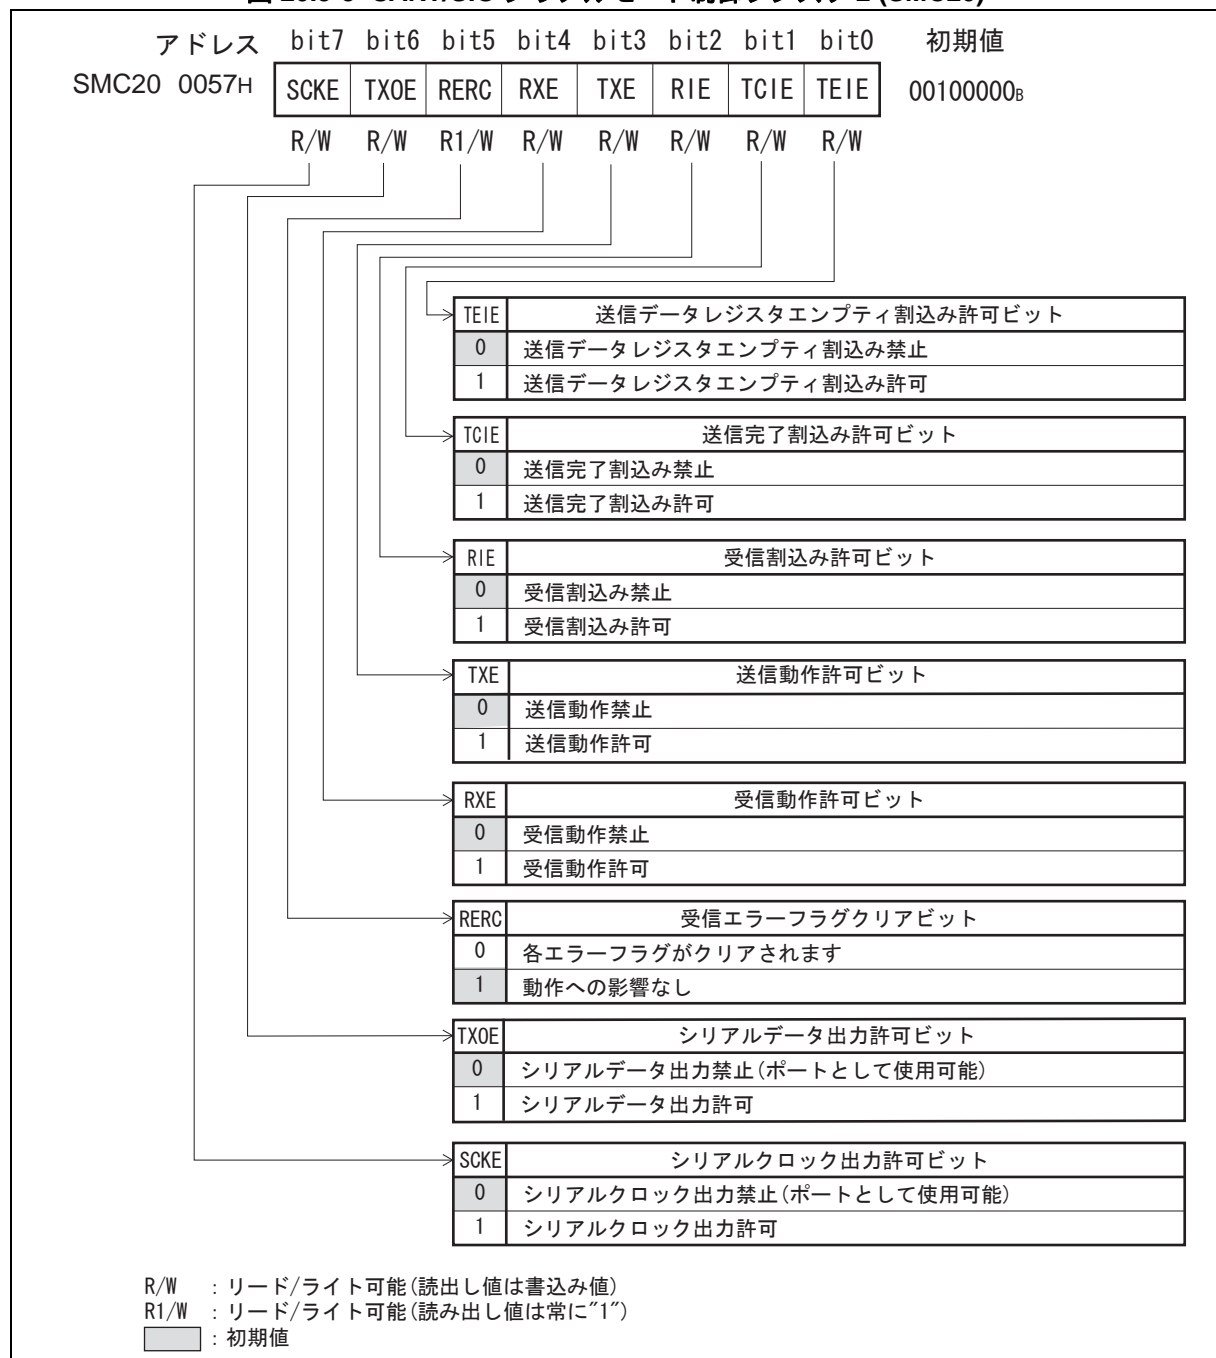 アドレス bit7 bit6 bit5 bit4 bit3 bit2 bit1 bit0 初期値
SMC20 0057H SCKE TXOE RERC RXE TXE RIE TCIE TEIE 00100000B
R/W R/W R1/W R/W R/W R/W R/W R/W
TEIE 送信データレジスタエンプティ割込み許可ビット
0 送信データレジスタエンプティ割込み禁止
1 送信データレジスタエンプティ割込み許可
TCIE 送信完了割込み許可ビット
0 送信完了割込み禁止
1 送信完了割込み許可
RIE 受信割込み許可ビット
0 受信割込み禁止
1 受信割込み許可
TXE 送信動作許可ビット
0 送信動作禁止
1 送信動作許可
RXE 受信動作許可ビット
0 受信動作禁止
1 受信動作許可
RERC 受信エラーフラグクリアビット
0 各エラーフラグがクリアされます
1 動作への影響なし
TXOE シリアルデータ出力許可ビット
0 シリアルデータ出力禁止(ポートとして使用可能)
1 シリアルデータ出力許可
SCKE シリアルクロック出力許可ビット
0 シリアルクロック出力禁止(ポートとして使用可能)
1 シリアルクロック出力許可
R/W : リード/ライト可能(読出し値は書込み値)
R1/W : リード/ライト可能(読み出し値は常に"1")
: 初期値